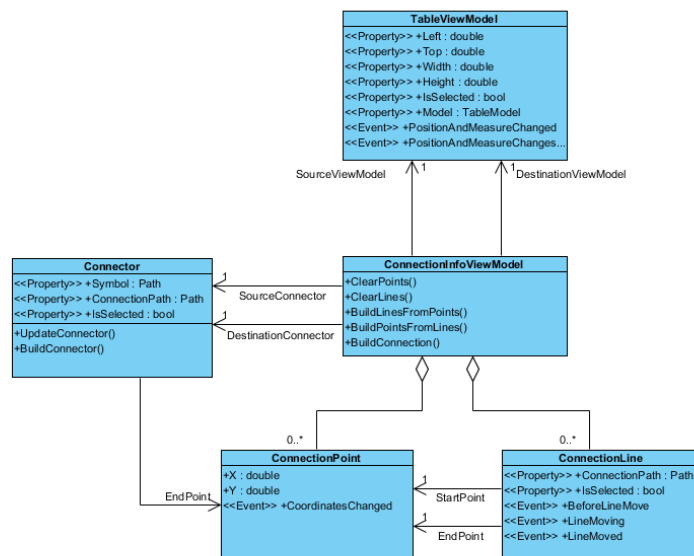 TableViewModel
<<Property>> +Left : double
<<Property>> +Top : double
<<Property>> +Width : double
<<Property>> +Height : double
<<Property>> +IsSelected : bool
<<Property>> +Model : TableModel
<<Event>> +PositionAndMeasureChanged
<<Event>> +PositionAndMeasureChanges...
SourceViewModel
1
1
DestinationViewModel
Connector
<<Property>> +Symbol : Path
<<Property>> +ConnectionPath : Path
<<Property>> +IsSelected : bool
+UpdateConnector()
+BuildConnector()
1
SourceConnector
1
DestinationConnector
ConnectionInfoViewModel
+ClearPoints()
+ClearLines()
+BuildLinesFromPoints()
+BuildPointsFromLines()
+BuildConnection()
0..*
0..*
EndPoint
ConnectionPoint
+X : double
+Y : double
<<Event>> +CoordinatesChanged
1
StartPoint
1
EndPoint
ConnectionLine
<<Property>> +ConnectionPath : Path
<<Property>> +IsSelected : bool
<<Event>> +BeforeLineMove
<<Event>> +LineMoving
<<Event>> +LineMoved